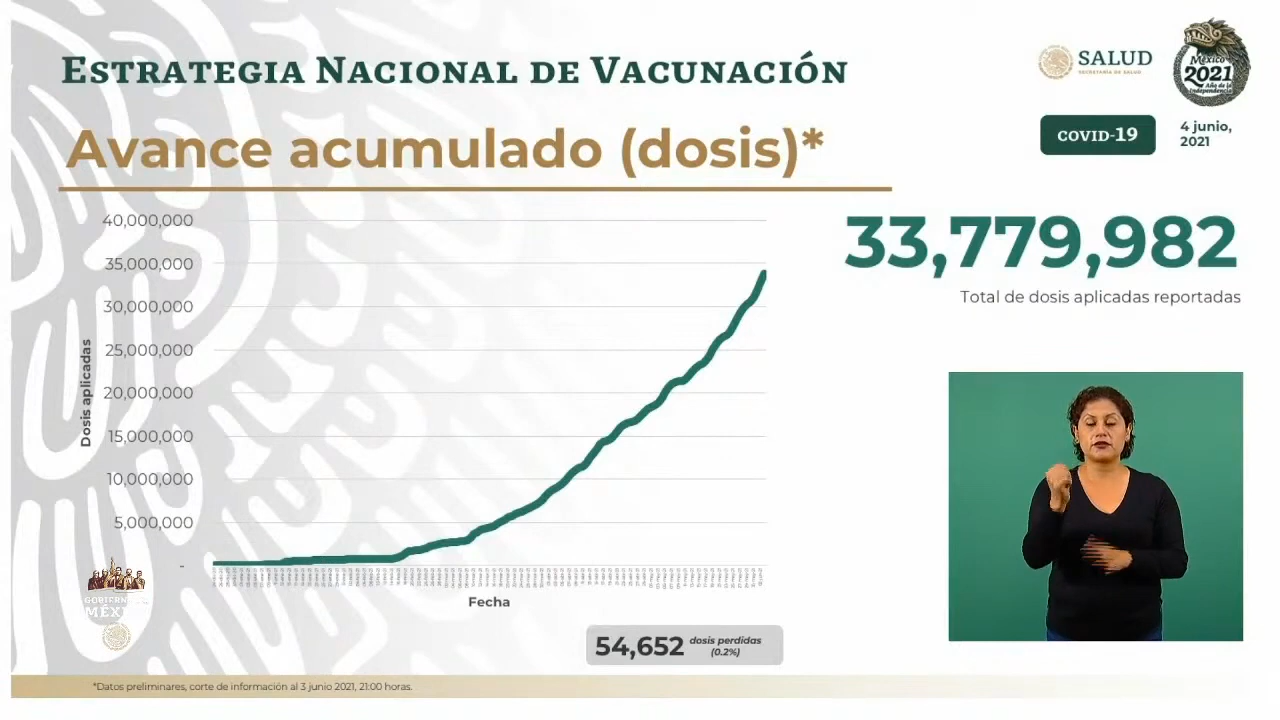 ESTRATEGIA NACIONAL DE VACUNACIÓN
SALUD
SECRETARÍA DE SALUD
México
2021
Año de la
Independencia
Avance acumulado (dosis)*
COVID-19
4 junio,
2021
40,000,000
35,000,000
30,000,000
25,000,000
20,000,000
15,000,000
10,000,000
5,000,000
-
Dosis aplicadas
Fecha
33,779,982
Total de dosis aplicadas reportadas
54,652 dosis perdidas
(0.2%)
*Datos preliminares, corte de información al 3 junio 2021, 21:00 horas.